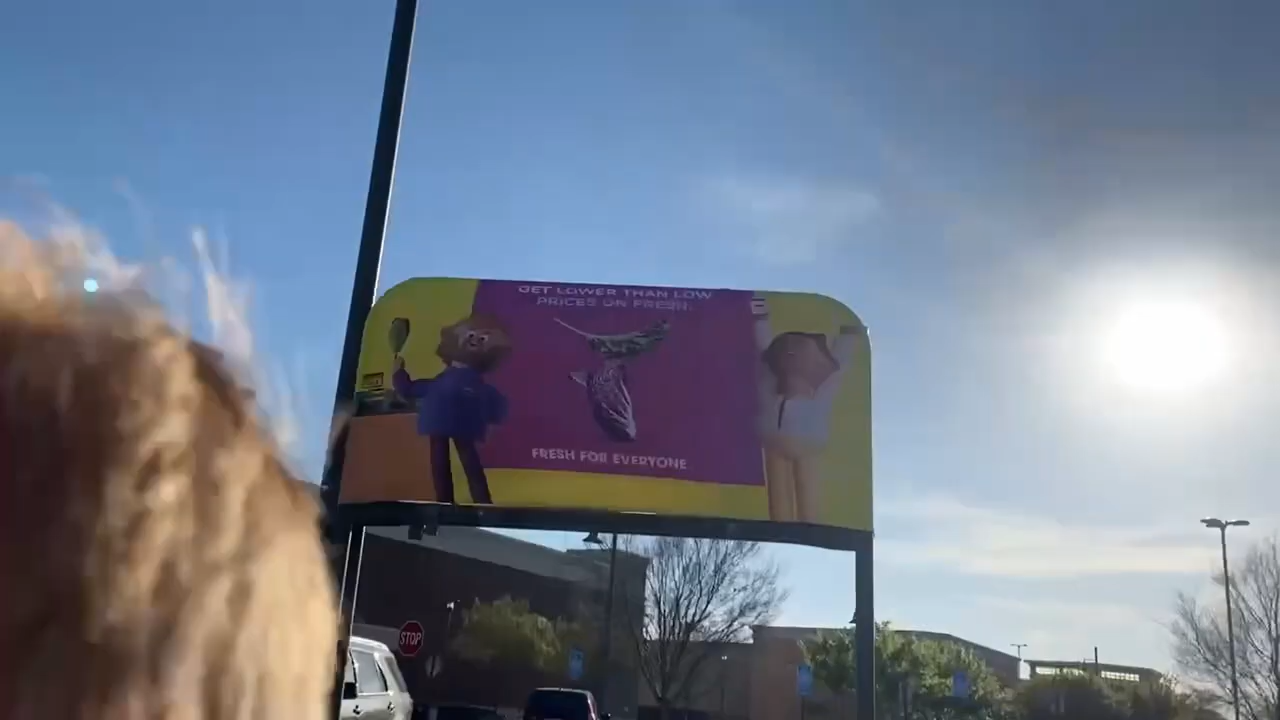 GET LOWER THAN LOW
PRICES ON FRESH.
FRESH FOR EVERYONE
STOP